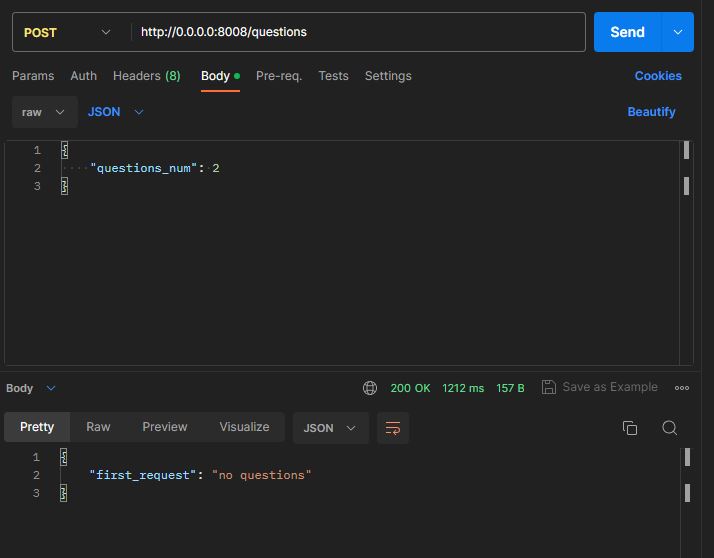 POST http://0.0.0.0:8008/questions Send
Params Auth Headers (8) Body Pre-req. Tests Settings Cookies
raw JSON Beautify
1 {
2 "questions_num": 2
3 }
Body 200 OK 1212 ms 157 B Save as Example
Pretty Raw Preview Visualize JSON
1 {
2 "first_request": "no questions"
3 }